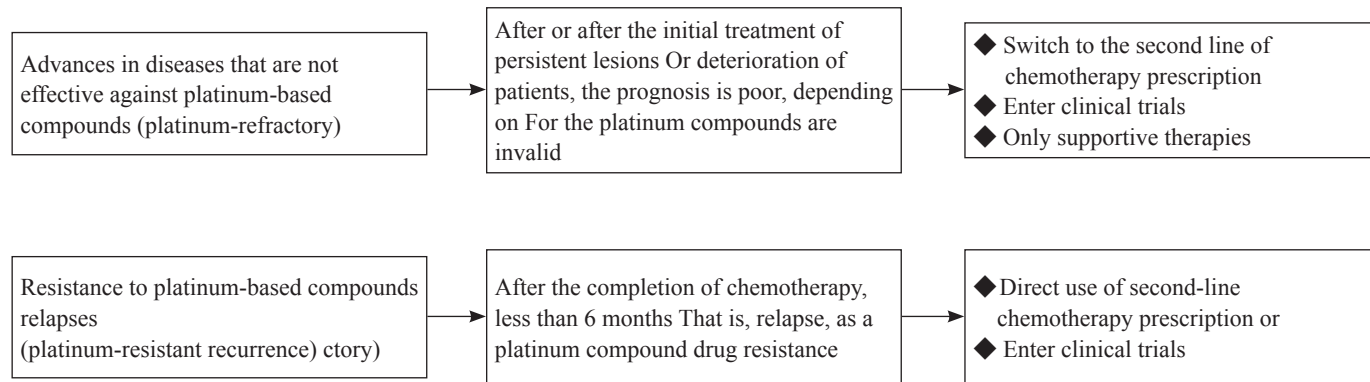 Advances in diseases that are not
effective against platinum-based
compounds (platinum-refractory)
After or after the initial treatment of
persistent lesions Or deterioration of
patients, the prognosis is poor, depending
on For the platinum compounds are
invalid
◆ Switch to the second line of
chemotherapy prescription
◆ Enter clinical trials
◆ Only supportive therapies
Resistance to platinum-based compounds
relapses
(platinum-resistant recurrence) ctory)
After the completion of chemotherapy,
less than 6 months That is, relapse, as a
platinum compound drug resistance
◆ Direct use of second-line
chemotherapy prescription or
◆ Enter clinical trials